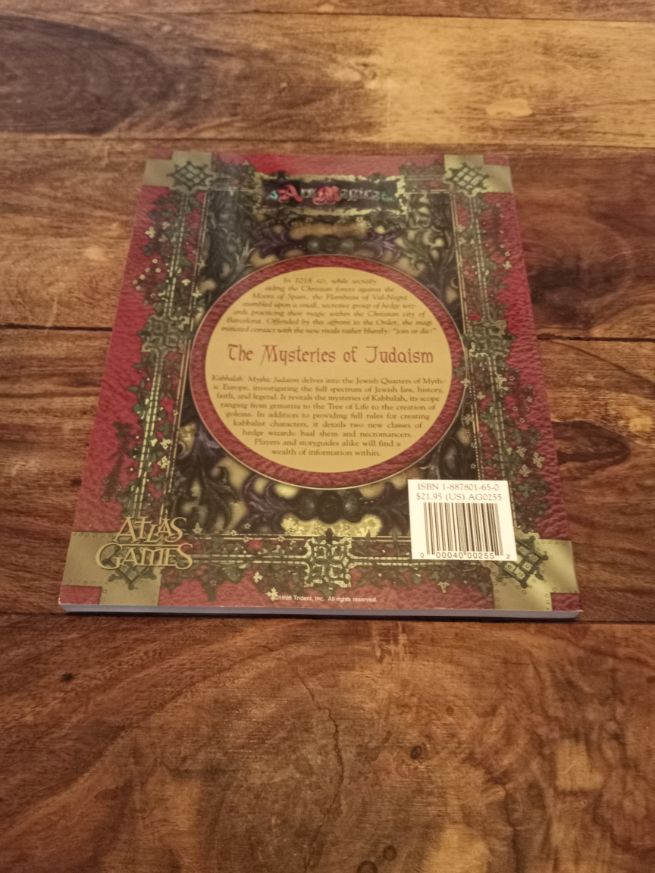 Ars Magica
In 1018 AD, while secretly
aiding the Christian forces against the
Moors of Spain, the Flambeau of Val-Negra
stumbled upon a small, secretive group of hedge wiz-
ards practicing their magic within the Christian city of
Barcelona. Offended by this affront to the Order, the magi
initiated contact with the new rivals rather bluntly: "Join or die!"
The Mysteries of Judaism
Kabbalah: Mythic Judaism delves into the Jewish Quarters of Myth-
ic Europe, investigating the full spectrum of Jewish law, history,
faith, and legend. It reveals the mysteries of Kabbalah, its scope
ranging from gematria to the Tree of Life to the creation of
golems. In addition to providing full rules for creating
kabbalist characters, it details two new classes of
hedge wizards: baal shem and necromancers.
Players and storyguides alike will find a
wealth of information within.
ISBN 1-887801-65-0
$21.95 (US) AG0255
0 00040 00255 2
ATLAS
GAMES
©1998 Trident, Inc. All rights reserved.